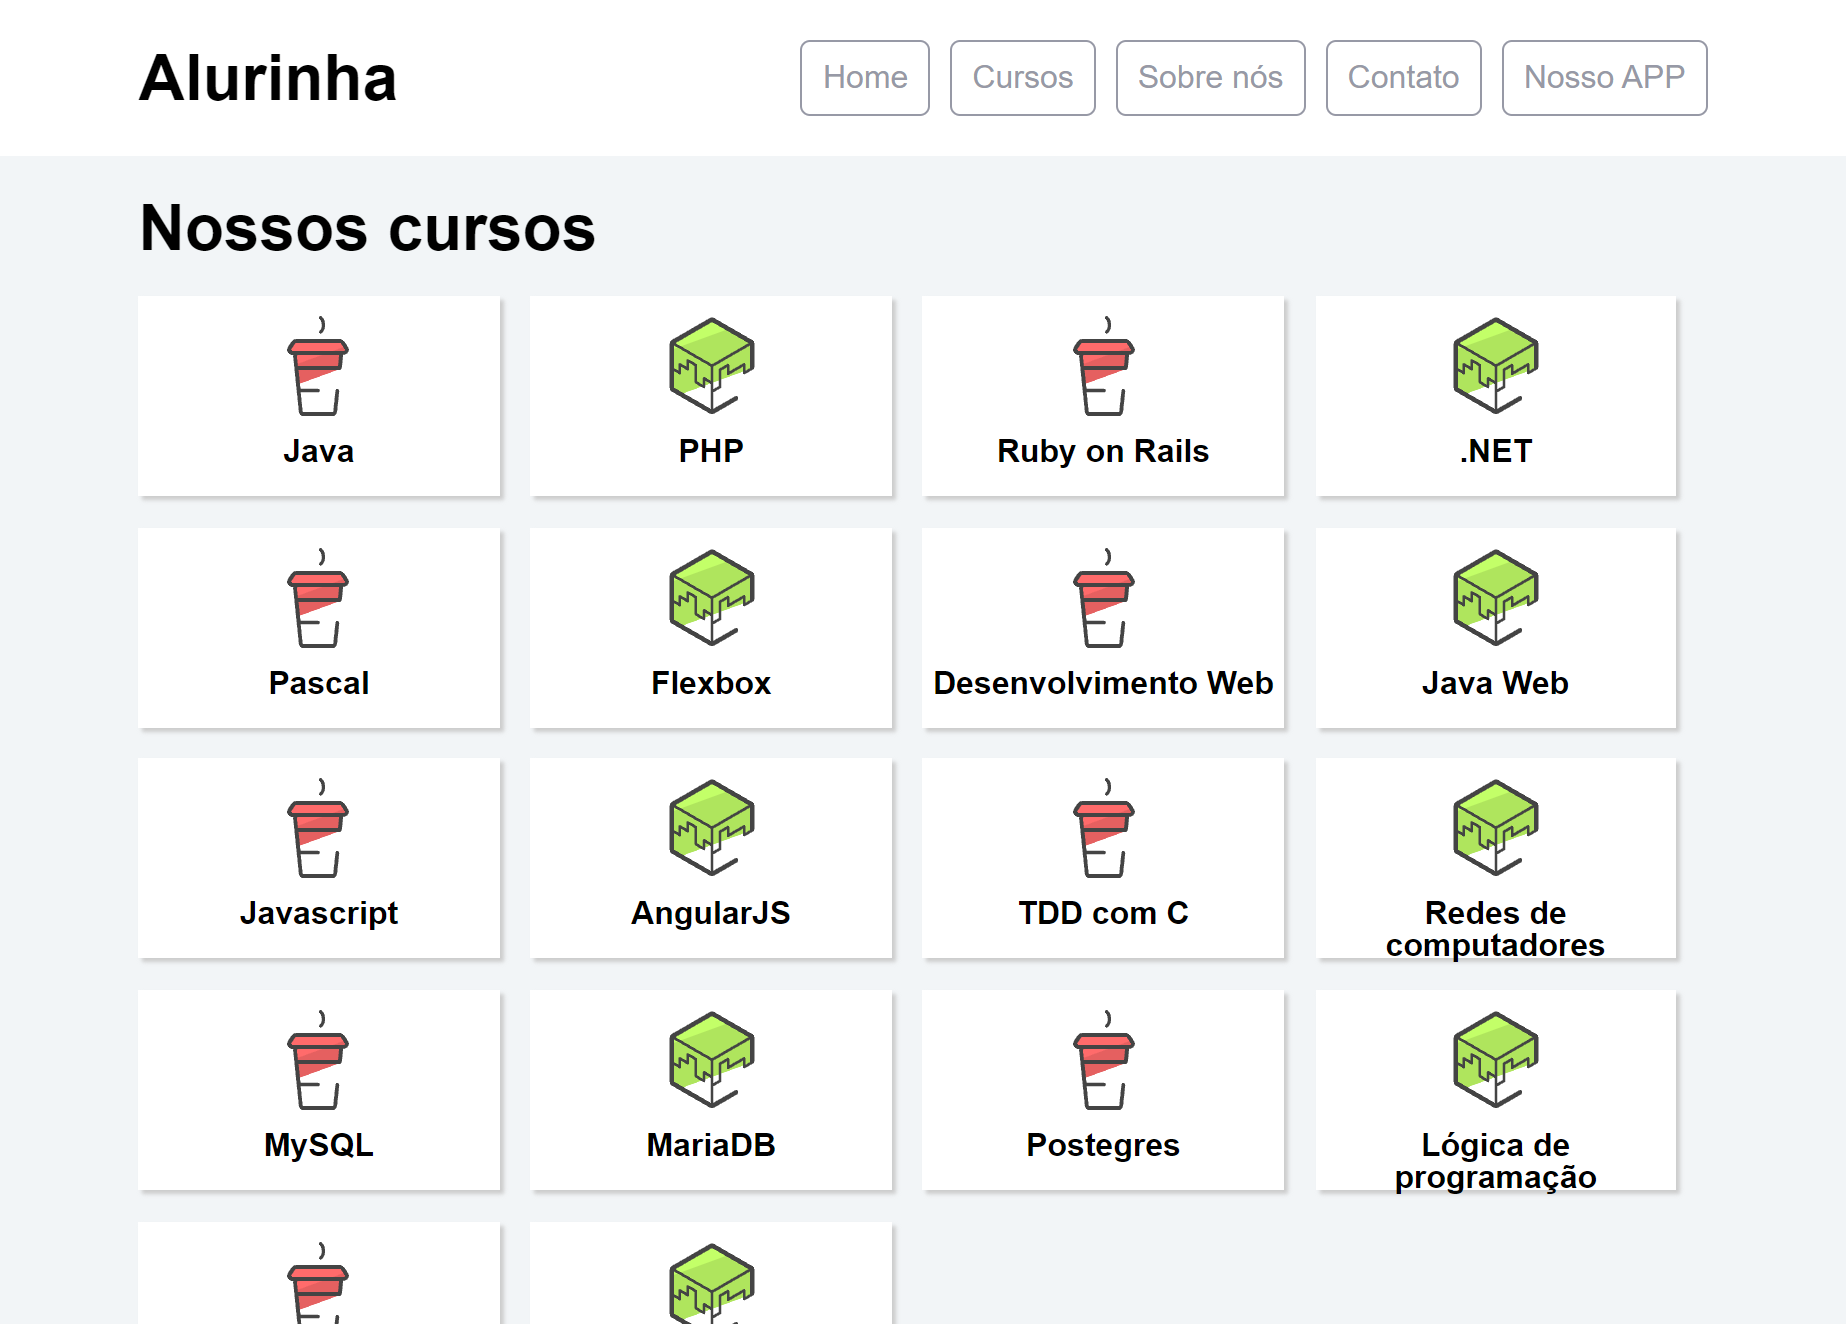 Alurinha
Home
Cursos
Sobre nós
Contato
Nosso APP
Nossos cursos
Java
PHP
Ruby on Rails
.NET
Pascal
Flexbox
Desenvolvimento Web
Java Web
Javascript
AngularJS
TDD com C
Redes de
computadores
MySQL
MariaDB
Postegres
Lógica de
programação